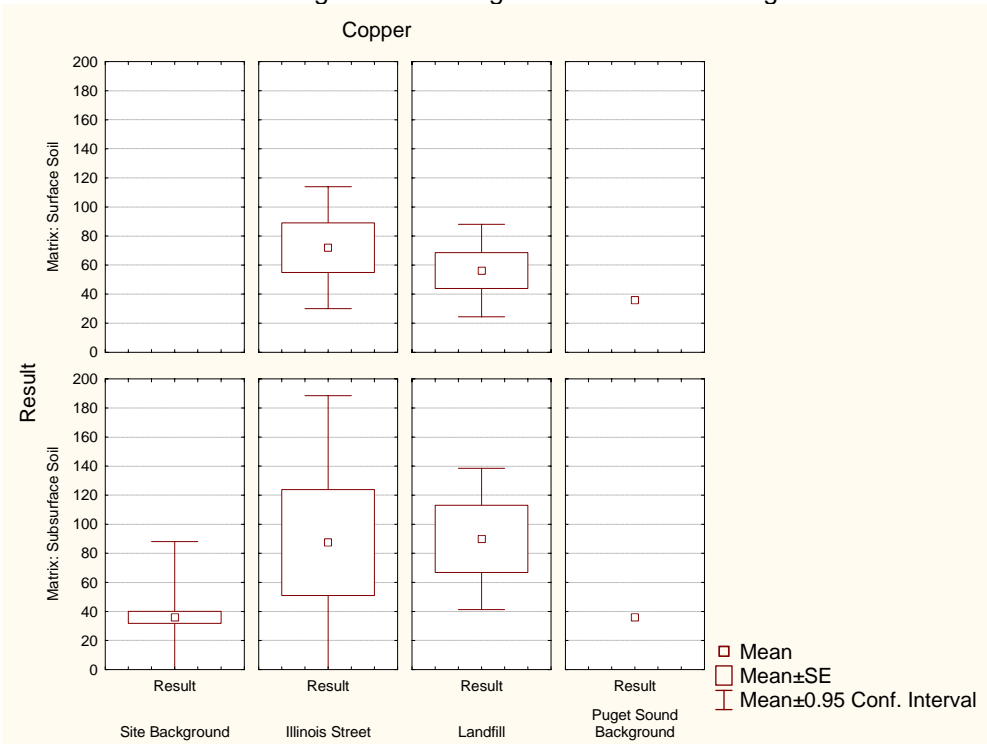 Copper
200
180
160
140
120
100
80
60
40
20
0
Matrix: Surface Soil
Result
200
180
160
140
120
100
80
60
40
20
0
Matrix: Subsurface Soil
Result
Result
Result
Result
Site Background
Illinois Street
Landfill
Puget Sound
Background
Mean
Mean±SE
Mean±0.95 Conf. Interval